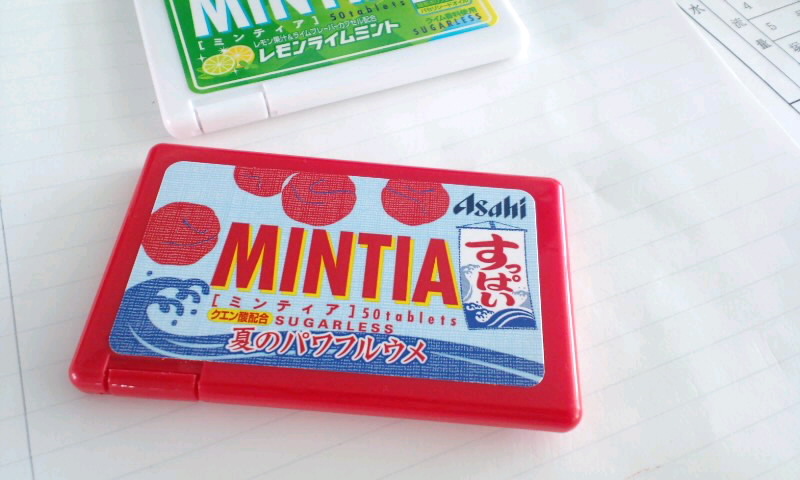 MINTIA
[ミンティア] 50tablets
レモン果汁&ライムフレーバーカプセル配合
レモンライムミント
SUGARLESS
水
Asahi
MINTIA
すっぱい
[ミンティア] 50tablets
クエン酸配合 SUGARLESS
夏のパワフルウメ